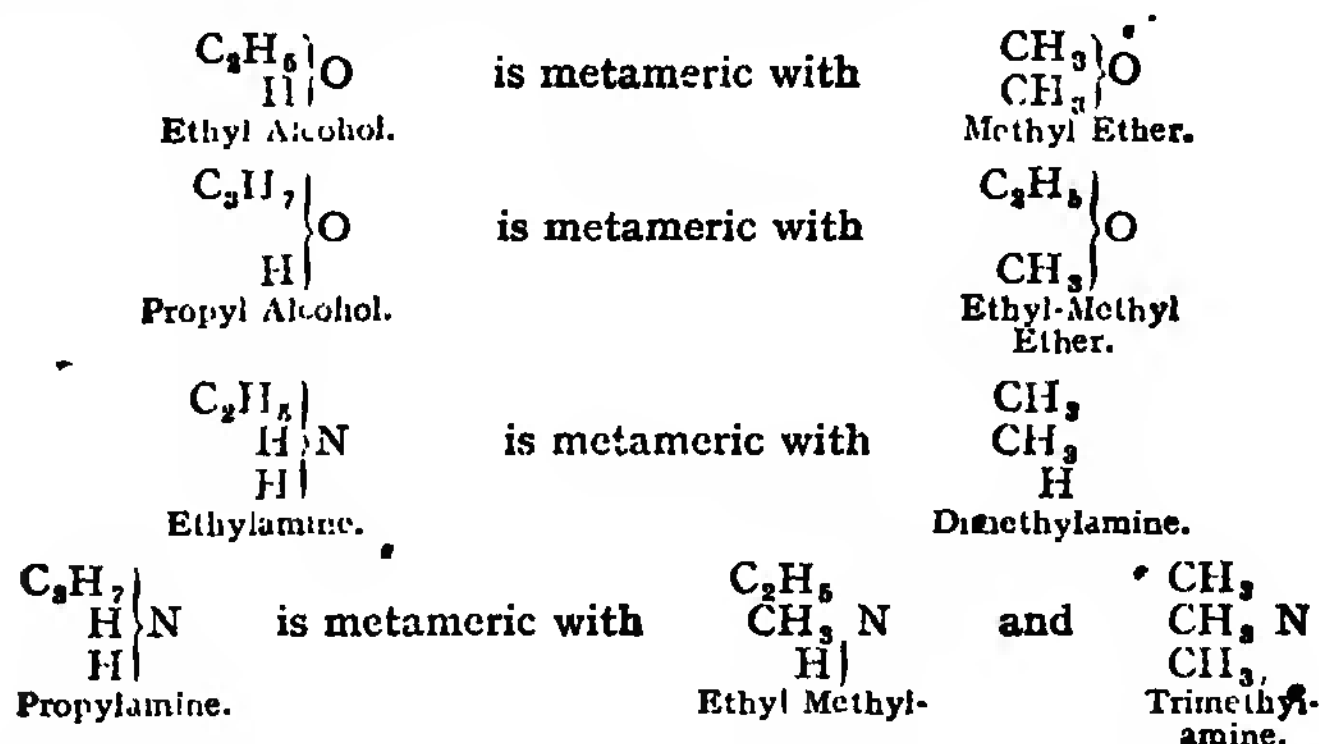 C₂H₅ }
H } O is metameric with CH₃ }
CH₃ } O
Ethyl Alcohol. Methyl Ether.
C₃H₇ }
H } O is metameric with C₂H₅ }
CH₃ } O
Propyl Alcohol. Ethyl-Methyl
Ether.
C₂H₅ }
H } N
H } is metameric with CH₃
CH₃
H
Ethylamine. Dimethylamine.
C₃H₇ }
H } N
H } is metameric with C₂H₅
CH₃ N
H } and CH₃
CH₃ N
CH₃,
Propylamine. Ethyl Methyl- Trimethyl-
amine.